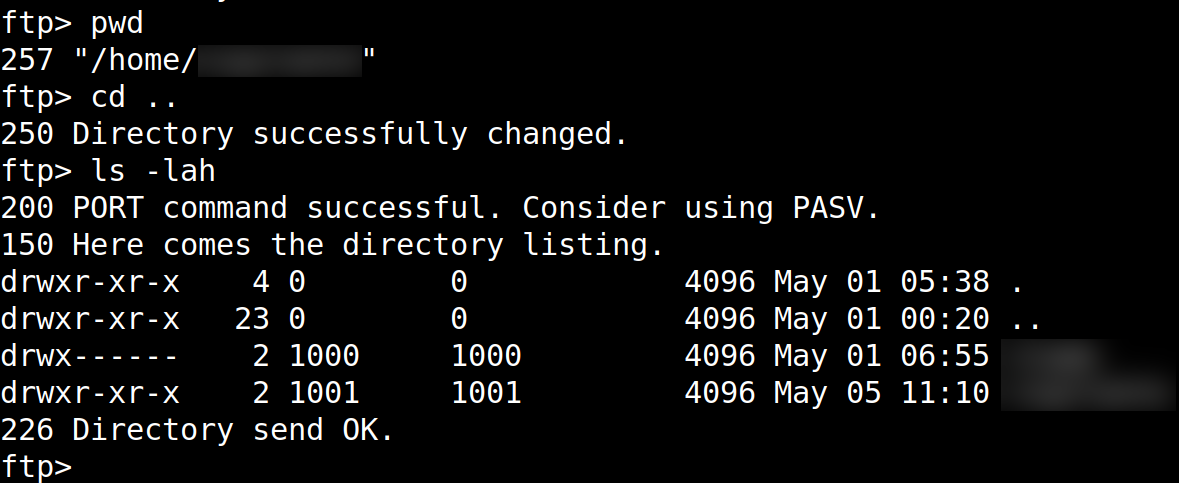 ftp> pwd
257 "/home/"
ftp> cd ..
250 Directory successfully changed.
ftp> ls -lah
200 PORT command successful. Consider using PASV.
150 Here comes the directory listing.
drwxr-xr-x    4 0        0            4096 May 01 05:38 .
drwxr-xr-x   23 0        0            4096 May 01 00:20 ..
drwx------    2 1000     1000         4096 May 01 06:55
drwxr-xr-x    2 1001     1001         4096 May 05 11:10
226 Directory send OK.
ftp>